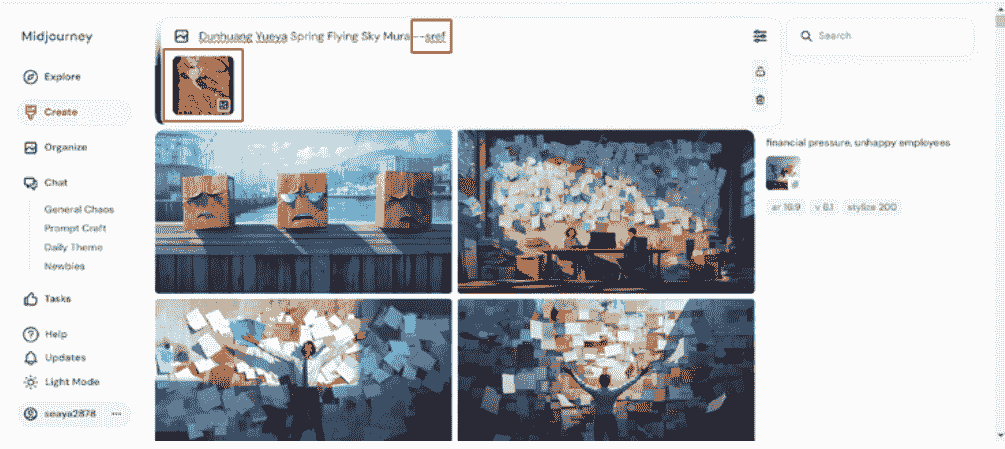 Midjourney
Explore
Create
Organize
Chat
General Chaos
Prompt Craft
Daily Theme
Newbies
Tasks
Help
Updates
Light Mode
seaya2878
Dunhuang Yueya Spring Flying Sky Mura --sref
Search
financial pressure, unhappy employees
ar 16:9 v 6.1 stylize 200